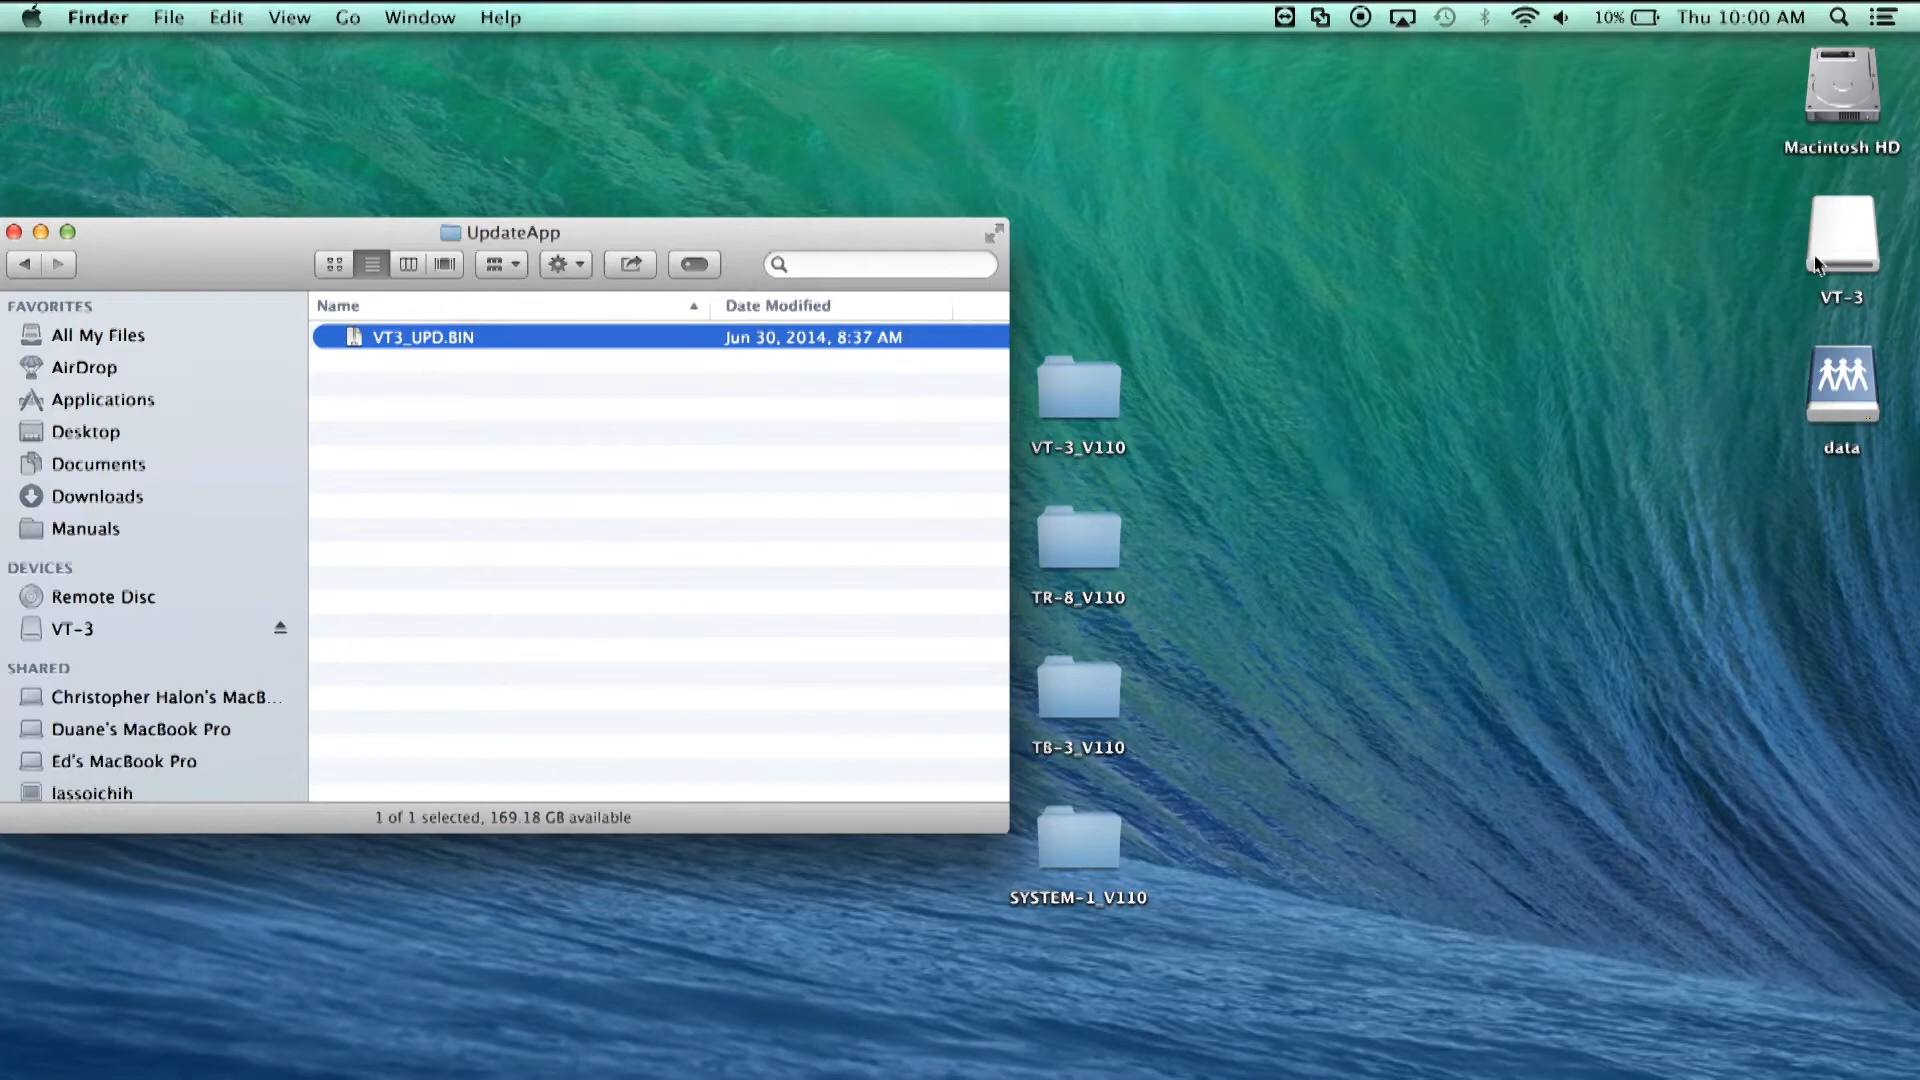 Finder File Edit View Go Window Help
10% Thu 10:00 AM
Macintosh HD
VT-3
data
UpdateApp
Name Date Modified
VT3_UPD.BIN Jun 30, 2014, 8:37 AM
FAVORITES
All My Files
AirDrop
Applications
Desktop
Documents
Downloads
Manuals
DEVICES
Remote Disc
VT-3
SHARED
Christopher Halon's MacB...
Duane's MacBook Pro
Ed's MacBook Pro
lassoichih
1 of 1 selected, 169.18 GB available
VT-3_V110
TR-8_V110
TB-3_V110
SYSTEM-1_V110